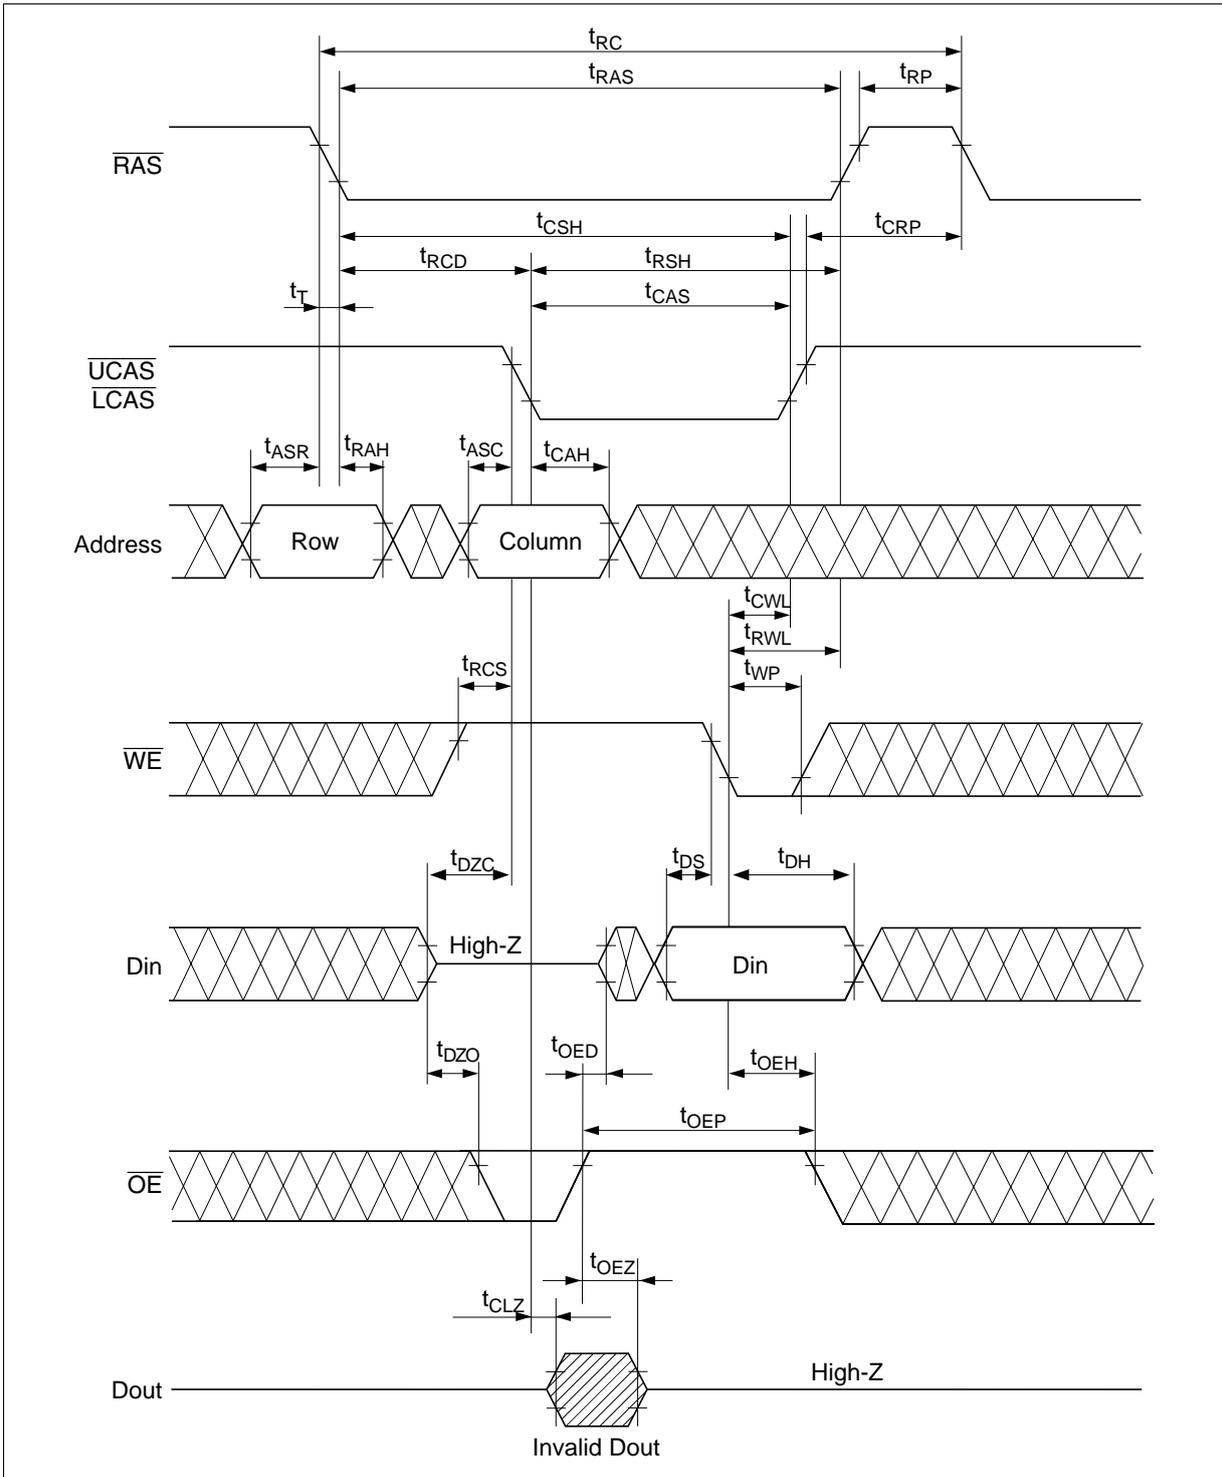 tRC
tRAS
tRP
RAS
tCSH
tCRP
tRCD
tRSH
tT
tCAS
UCAS
LCAS
tASR
tRAH
tASC
tCAH
Address
Row
Column
tCWL
tRWL
tRCS
tWP
WE
tDZC
tDS
tDH
High-Z
Din
Din
tDZO
tOED
tOEH
tOEP
OE
tOEZ
tCLZ
High-Z
Dout
Invalid Dout